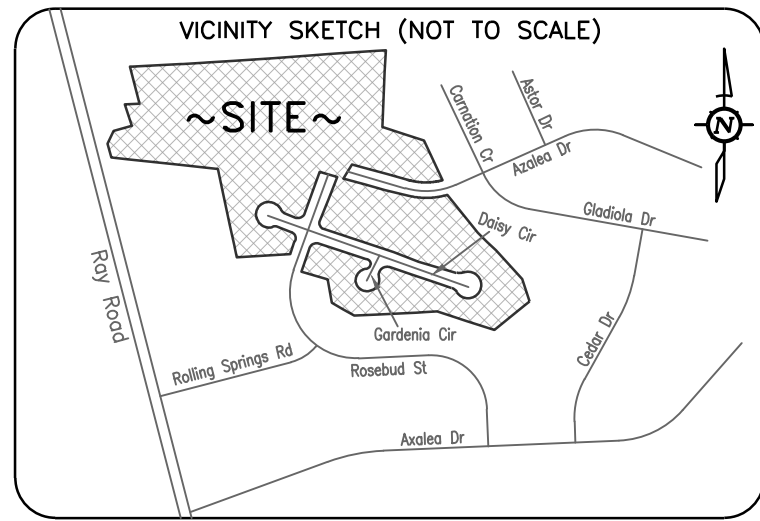 VICINITY SKETCH (NOT TO SCALE)
~SITE~
Carnation Cr
Astor Dr
Azalea Dr
N
Gladiola Dr
Daisy Cir
Ray Road
Gardenia Cir
Cedar Dr
Rolling Springs Rd
Rosebud St
Axalea Dr